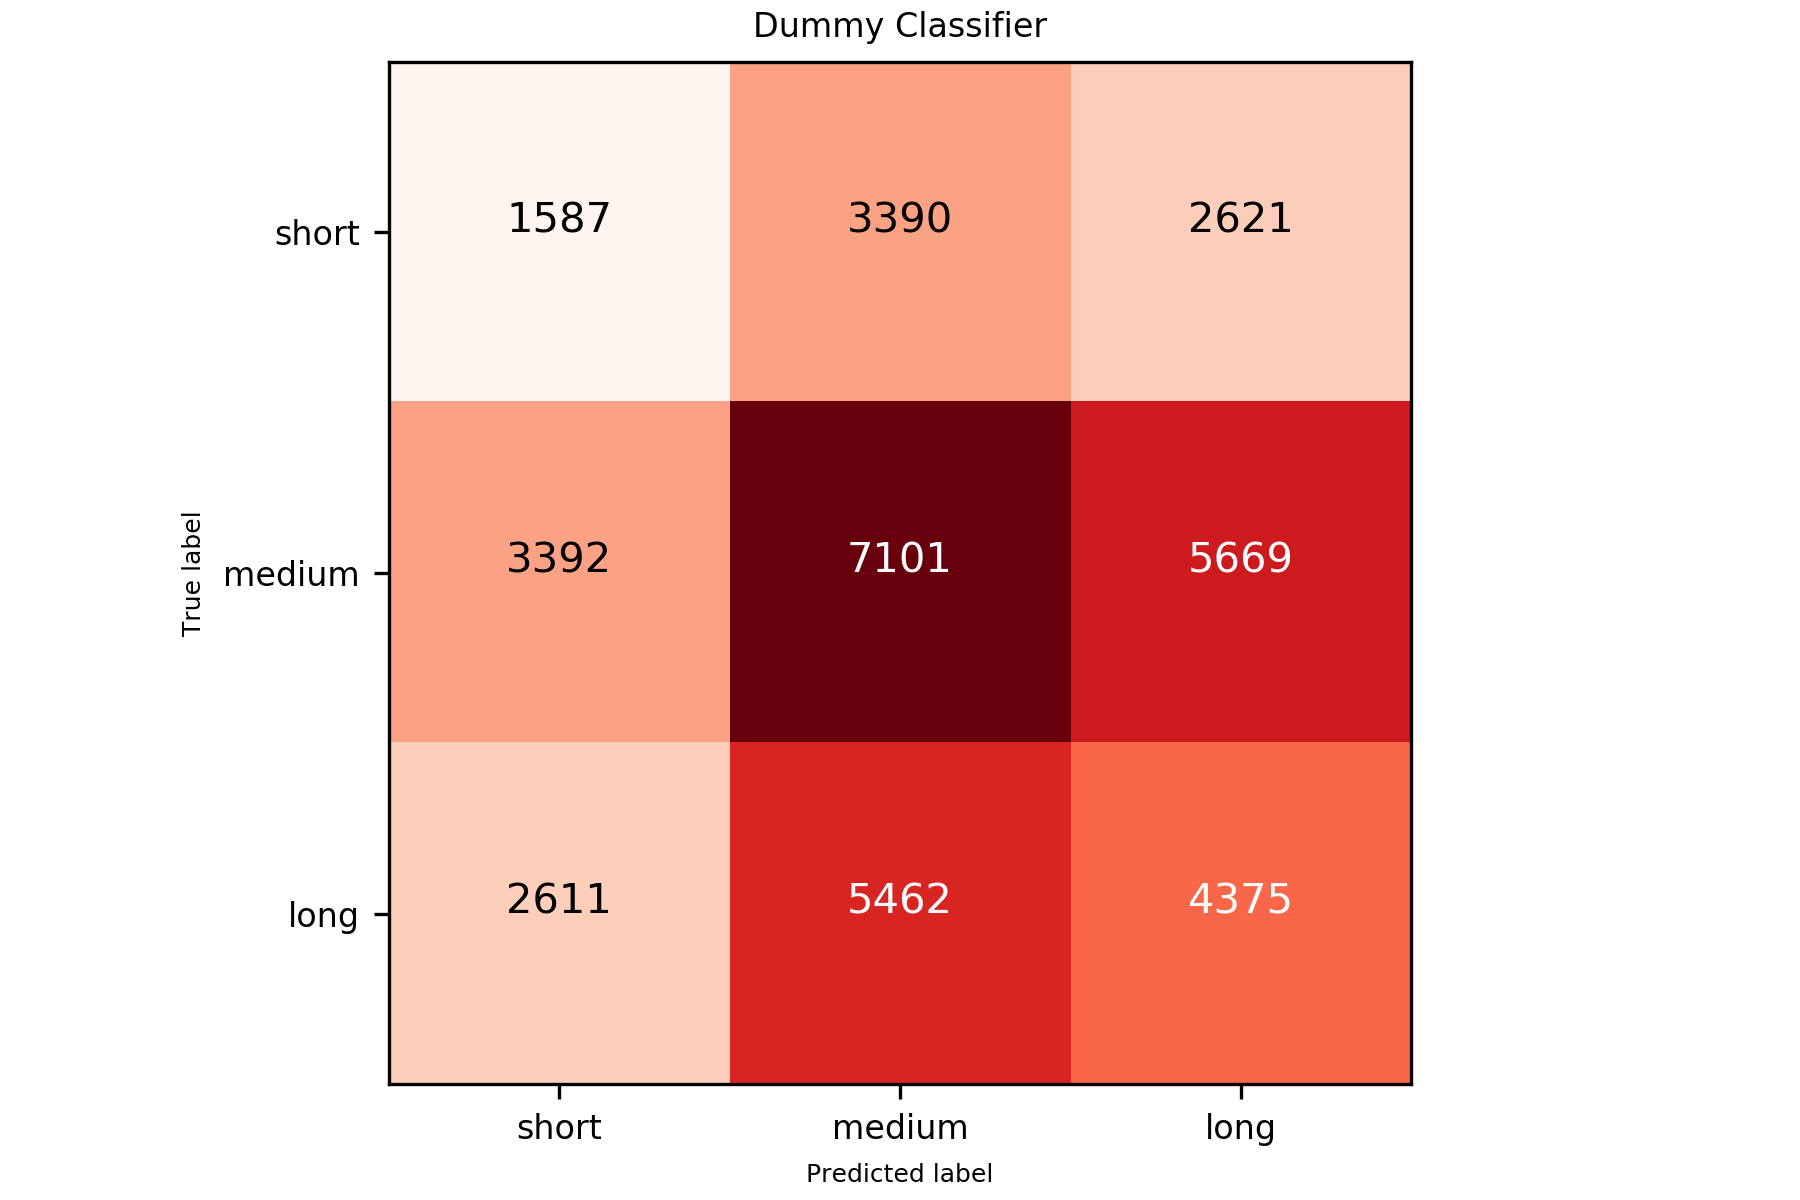 Dummy Classifier
short 1587 3390 2621
medium 3392 7101 5669
long 2611 5462 4375
True label
short medium long
Predicted label